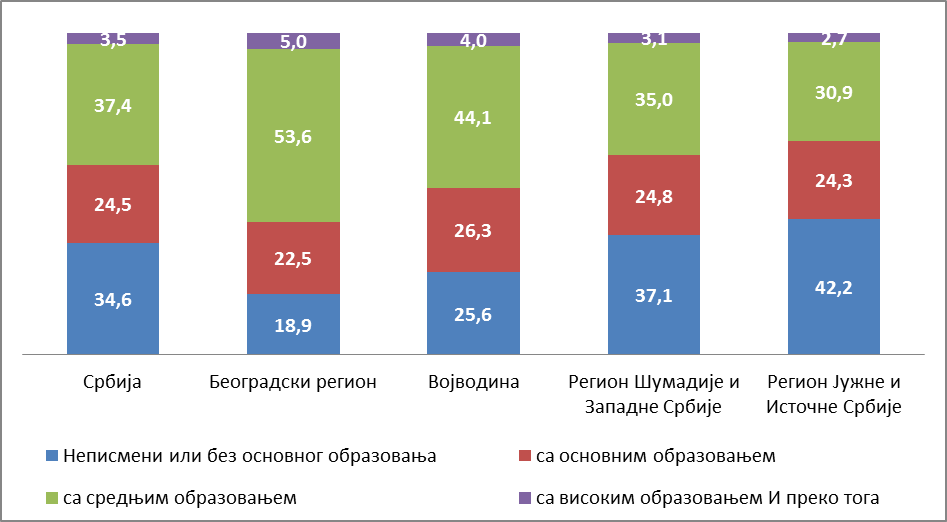 3,5 5,0 4,0 3,1 2,7
37,4 53,6 44,1 35,0 30,9
24,5 22,5 26,3 24,8 24,3
34,6 18,9 25,6 37,1 42,2
Србија Београдски регион Војводина Регион Шумадије и Регион Јужне и
Западне Србије Источне Србије
Неписмени или без основног образовања са основним образовањем
са средњим образовањем са високим образовањем И преко тога